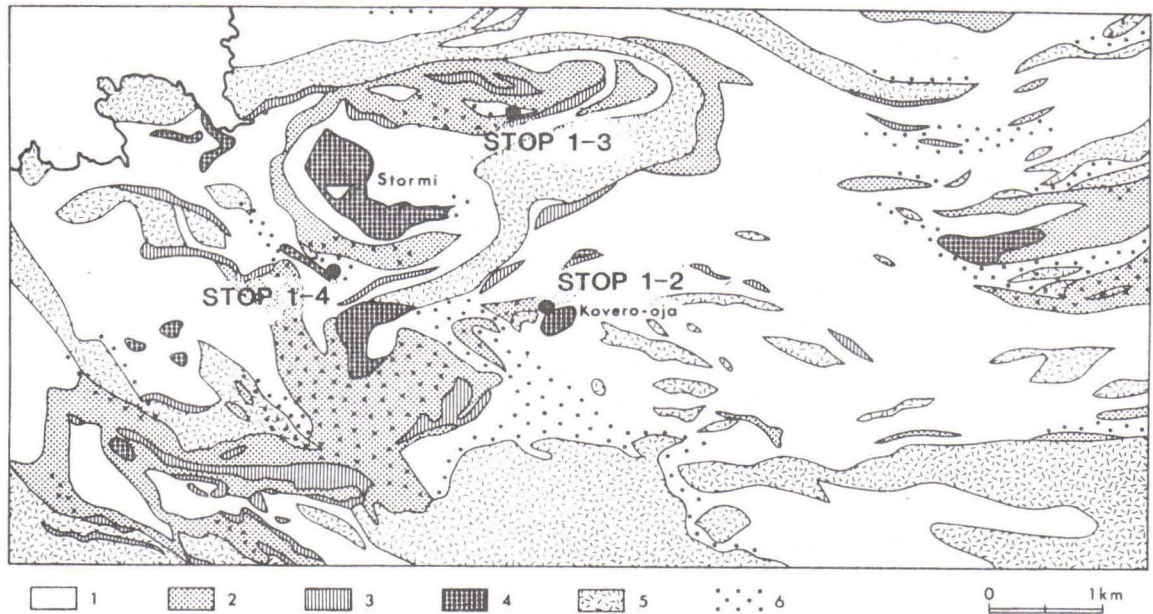 STOP 1-3
Stormi
STOP 1-2
STOP 1-4
Kovero-oja
1 2 3 4 5 6 0 1km